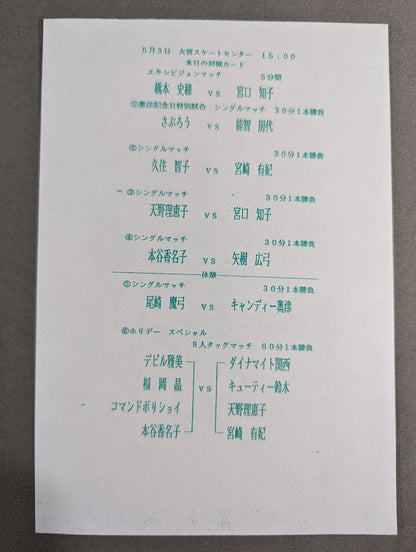 5月3日 大宮スケートセンター 15:00
本日の対戦カード
エキシビジョンマッチ 5分間
橋本 史穂 vs 宮口 知子
①憲法記念日特別試合 シングルマッチ 30分1本勝負
さぶろう vs 能智 房代
②シングルマッチ 30分1本勝負
久住 智子 vs 宮崎 有妃
③シングルマッチ 30分1本勝負
天野理恵子 vs 宮口 知子
④シングルマッチ 30分1本勝負
本谷香名子 vs 矢樹 広弓
休憩
⑤シングルマッチ 30分1本勝負
尾崎 魔弓 vs キャンディー奥津
⑥ホリデー スペシャル
8人タッグマッチ 60分1本勝負
デビル雅美 ダイナマイト関西
福岡 晶 vs キューティー鈴木
コマンドボリショイ 天野理恵子
本谷香名子 宮崎 有妃